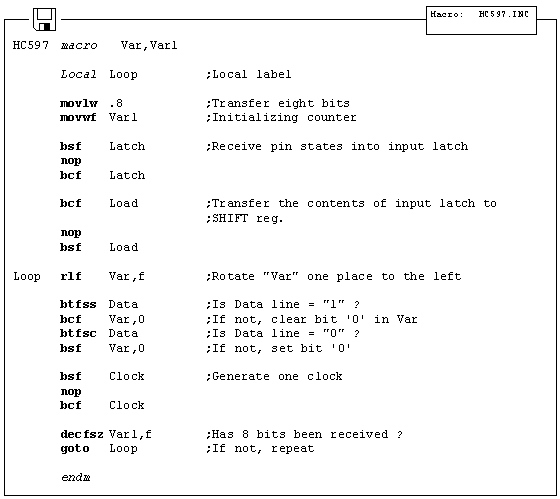 Macro: HC597.INC
HC597 macro Var,Var1
Local Loop ;Local label
movlw .8 ;Transfer eight bits
movwf Var1 ;Initializing counter
bsf Latch ;Receive pin states into input latch
nop
bcf Latch
bcf Load ;Transfer the contents of input latch to
;SHIFT reg.
nop
bsf Load
Loop rlf Var,f ;Rotate "Var" one place to the left
btfss Data ;Is Data line = "1" ?
bcf Var,0 ;If not, clear bit '0' in Var
btfsc Data ;Is Data line = "0" ?
bsf Var,0 ;If not, set bit '0'
bsf Clock ;Generate one clock
nop
bcf Clock
decfsz Var1,f ;Has 8 bits been received ?
goto Loop ;If not, repeat
endm